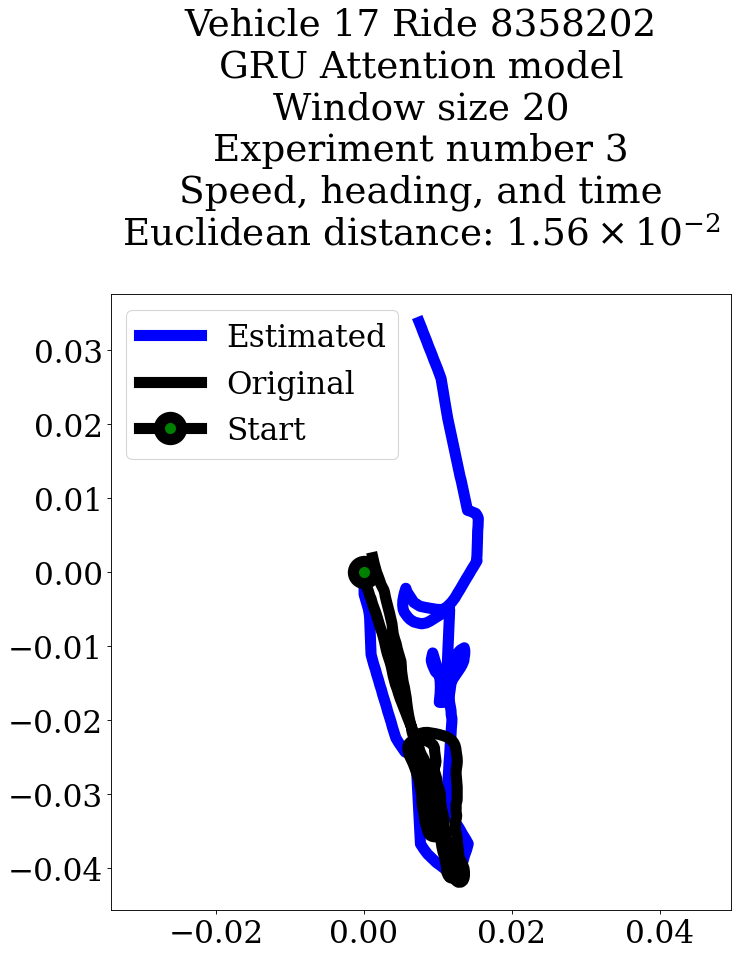 Vehicle 17 Ride 8358202
GRU Attention model
Window size 20
Experiment number 3
Speed, heading, and time
Euclidean distance: 1.56 × 10⁻²
Estimated
Original
Start
0.03
0.02
0.01
0.00
−0.01
−0.02
−0.03
−0.04
−0.02 0.00 0.02 0.04